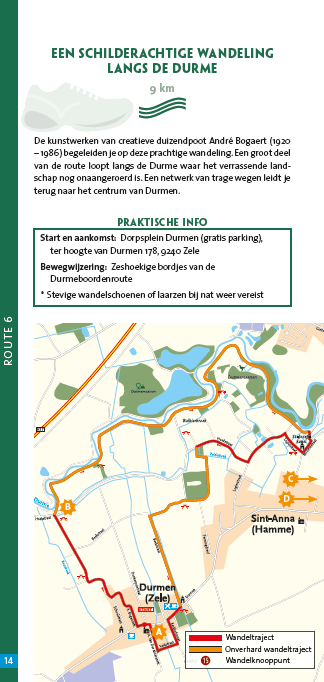 EEN SCHILDERACHTIGE WANDELING
LANGS DE DURME
9 km
De kunstwerken van creatieve duizendpoot André Bogaert (1920
– 1986) begeleiden je op deze prachtige wandeling. Een groot deel
van de route loopt langs de Durme waar het verrassende land-
schap nog onaangeroerd is. Een netwerk van trage wegen leidt je
terug naar het centrum van Durmen.
PRAKTISCHE INFO
Start en aankomst: Dorpsplein Durmen (gratis parking),
ter hoogte van Durmen 178, 9240 Zele
Bewegwijzering: Zeshoekige bordjes van de
Durmeboordenroute
* Stevige wandelschoenen of laarzen bij nat weer vereist
ROUTE 6
C
D
B
Durme
Sint-Anna
(Hamme)
Durmen
(Zele)
A
Wandeltraject
Onverhard wandeltraject
15 Wandelknooppunt
14